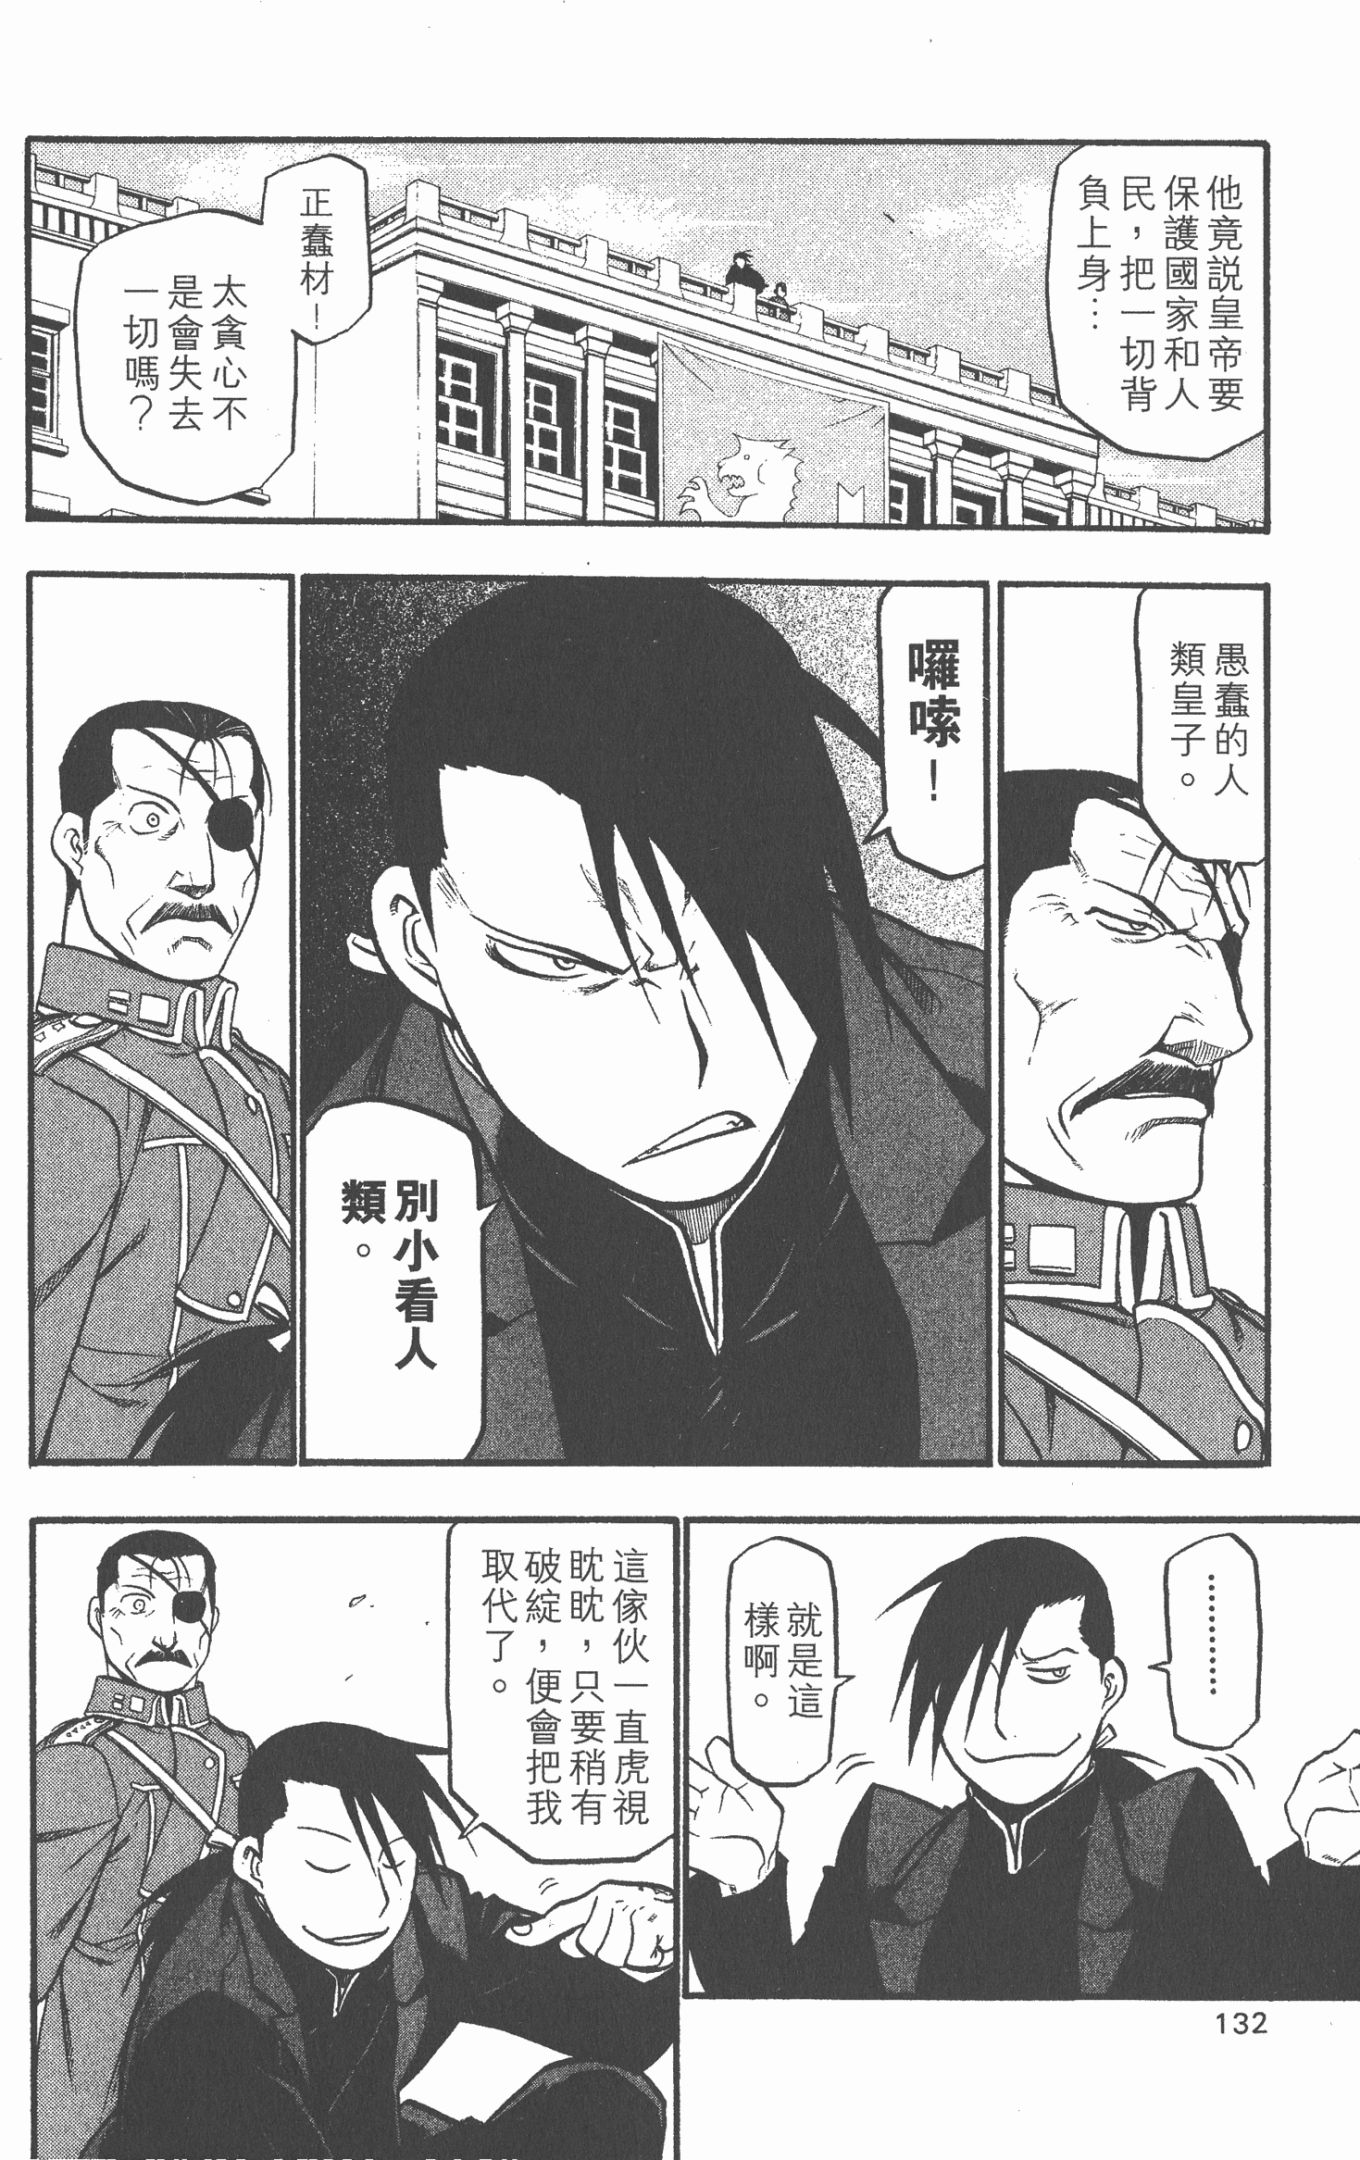 他竟說皇帝要
保護國家和人
民，把一切背
負上身…
正蠢材！
太貪心不
是會失去
一切嗎？
愚蠢的人
類皇子。
囉嗦！
別小看人
類。
…………
就是這
樣啊。
這傢伙一直虎視
眈眈，只要稍有
破綻，便會把我
取代了。
132